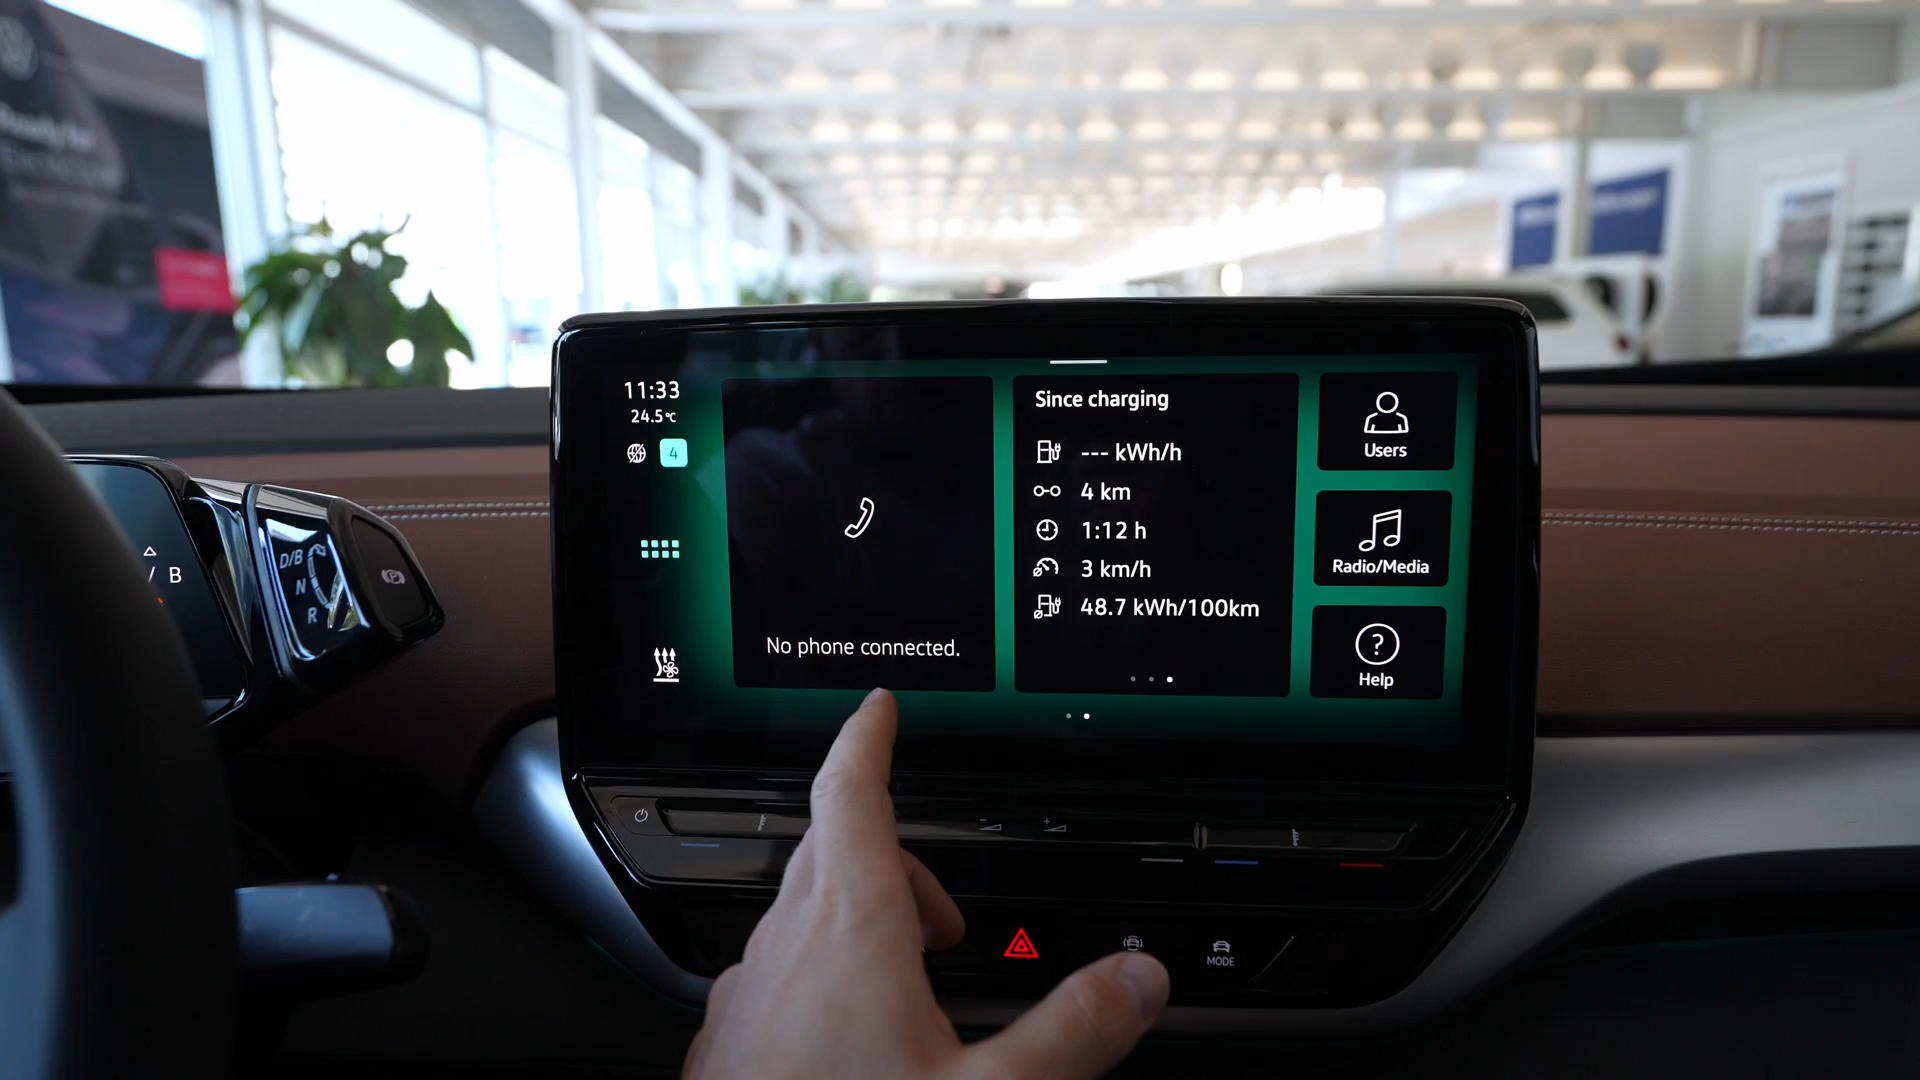 11:33
24.5°C
4
Since charging
--- kWh/h
4 km
1:12 h
3 km/h
48.7 kWh/100km
No phone connected.
Users
Radio/Media
?
Help
/ B
D/B
N
R
P
MODE